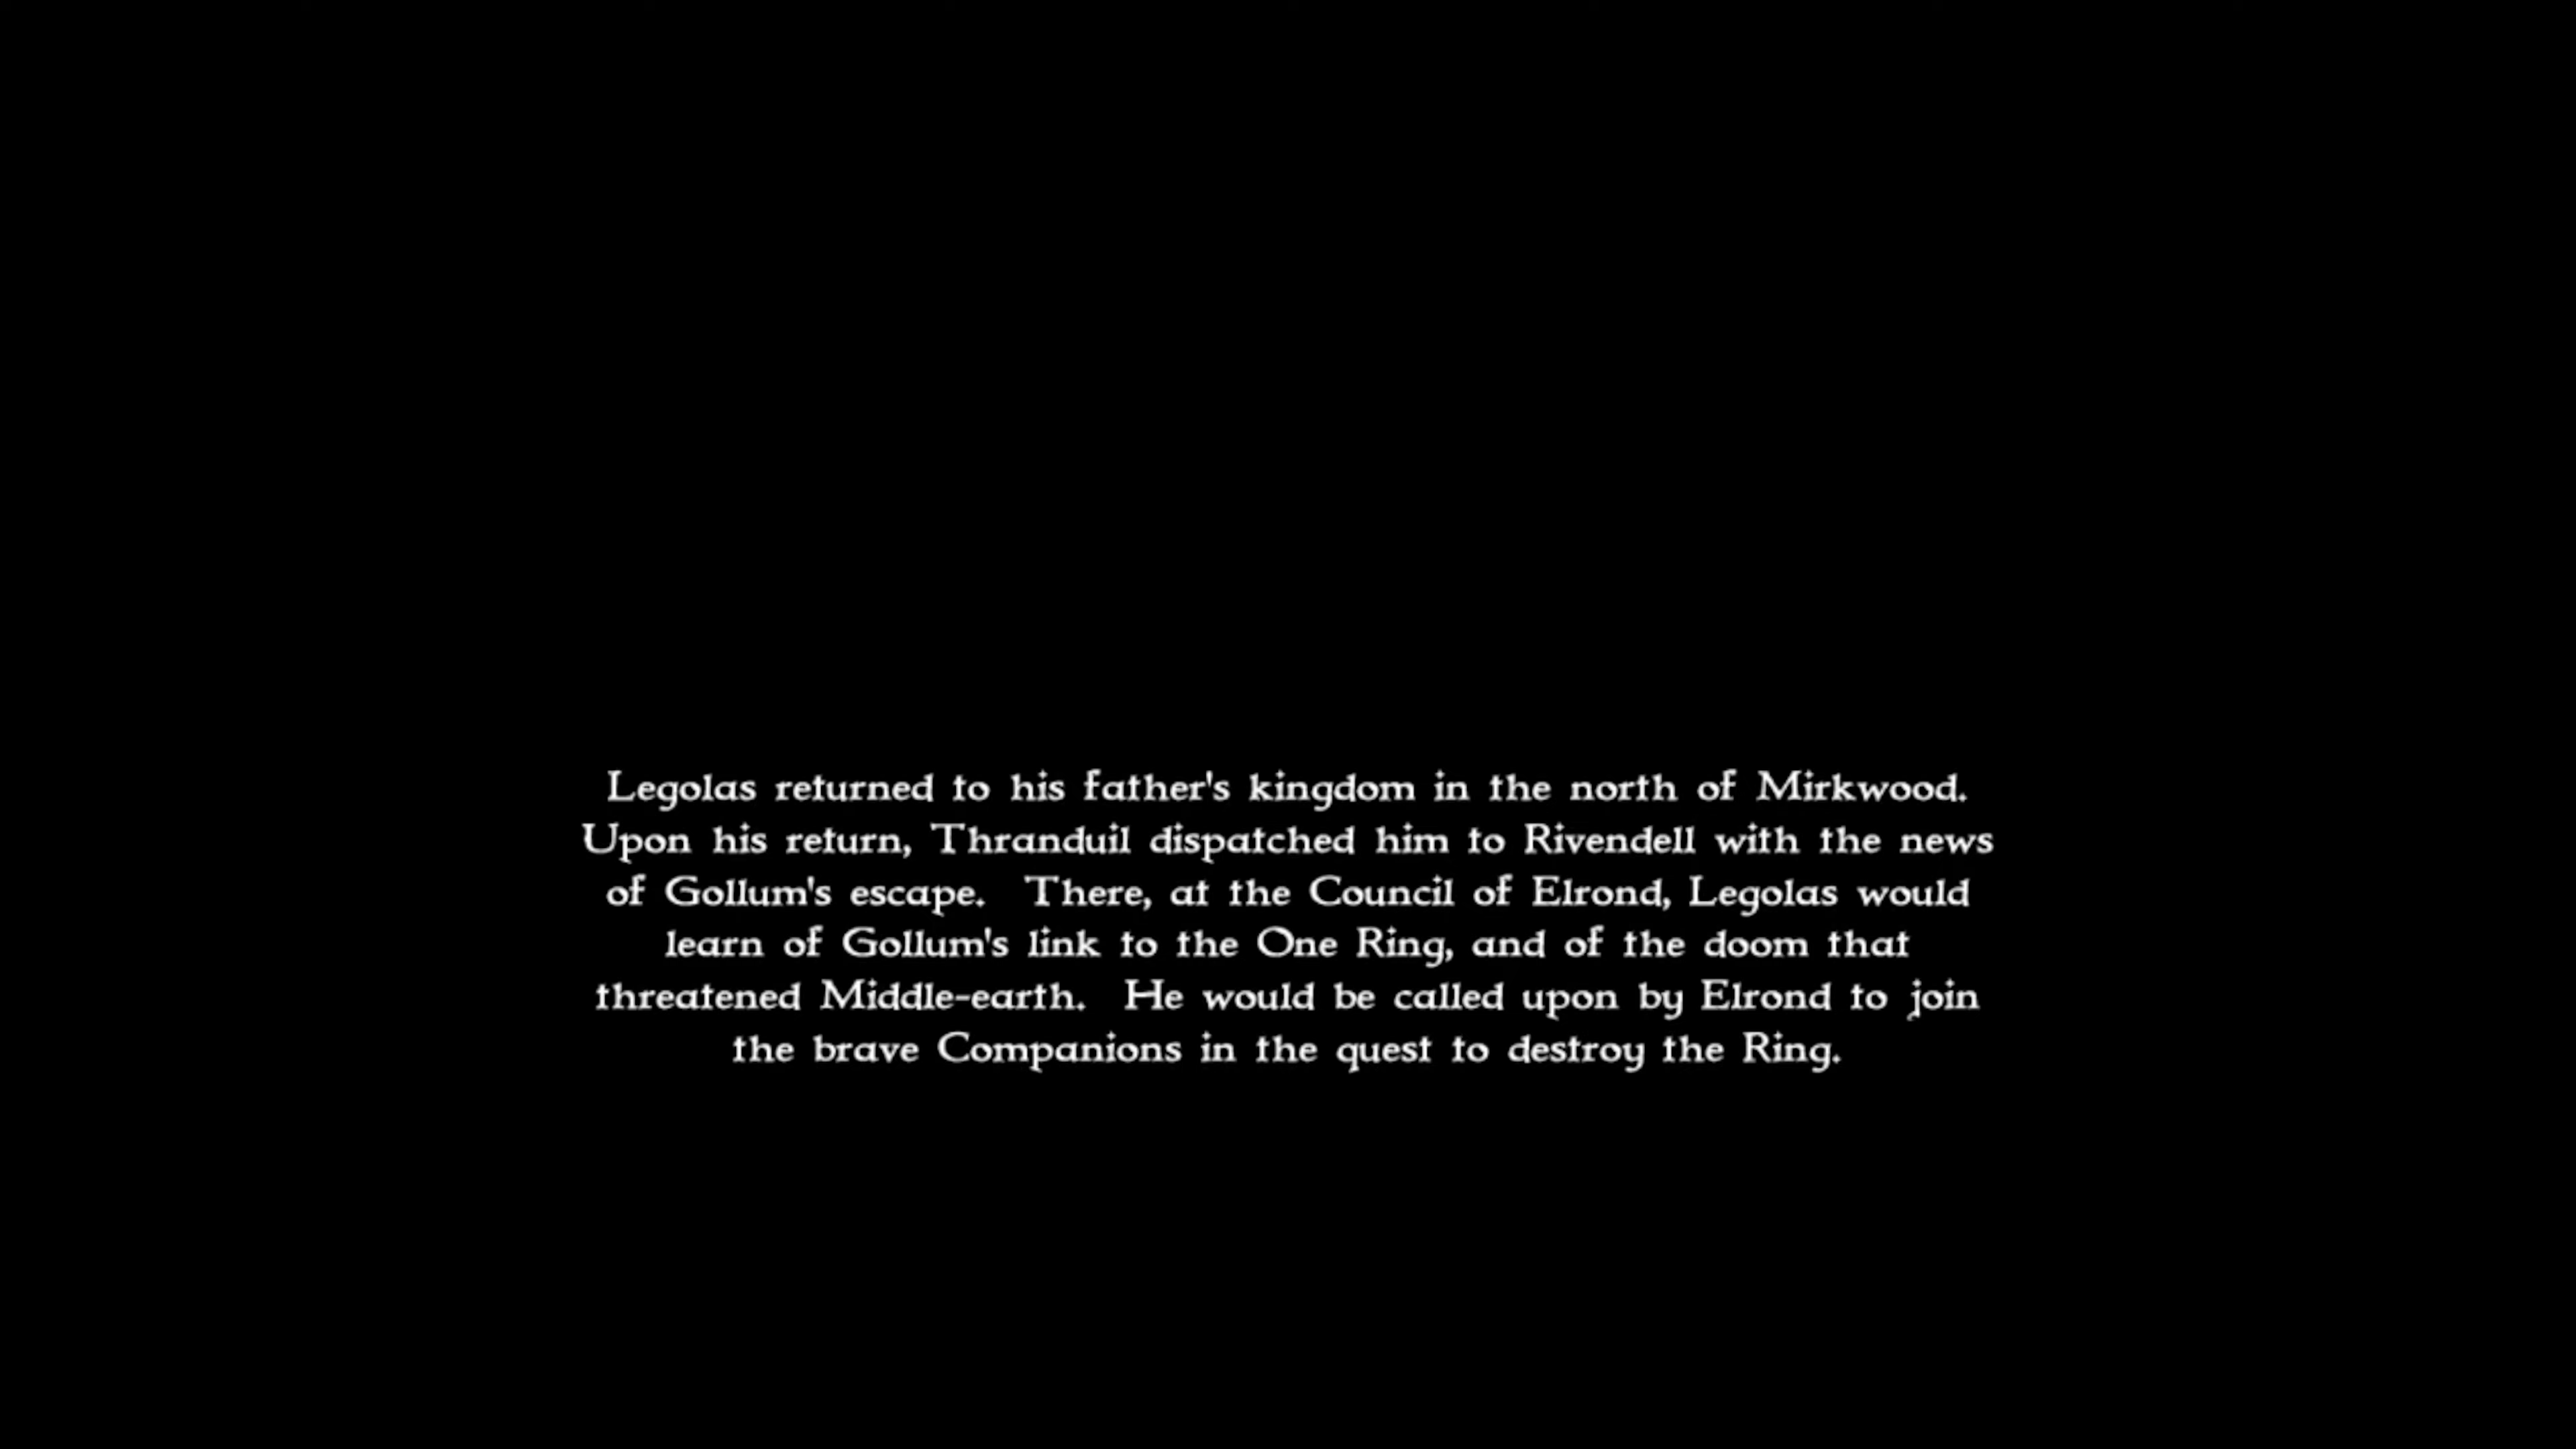 Legolas returned to his father's kingdom in the north of Mirkwood.
Upon his return, Thranduil dispatched him to Rivendell with the news
of Gollum's escape.  There, at the Council of Elrond, Legolas would
learn of Gollum's link to the One Ring, and of the doom that
threatened Middle-earth.  He would be called upon by Elrond to join
the brave Companions in the quest to destroy the Ring.